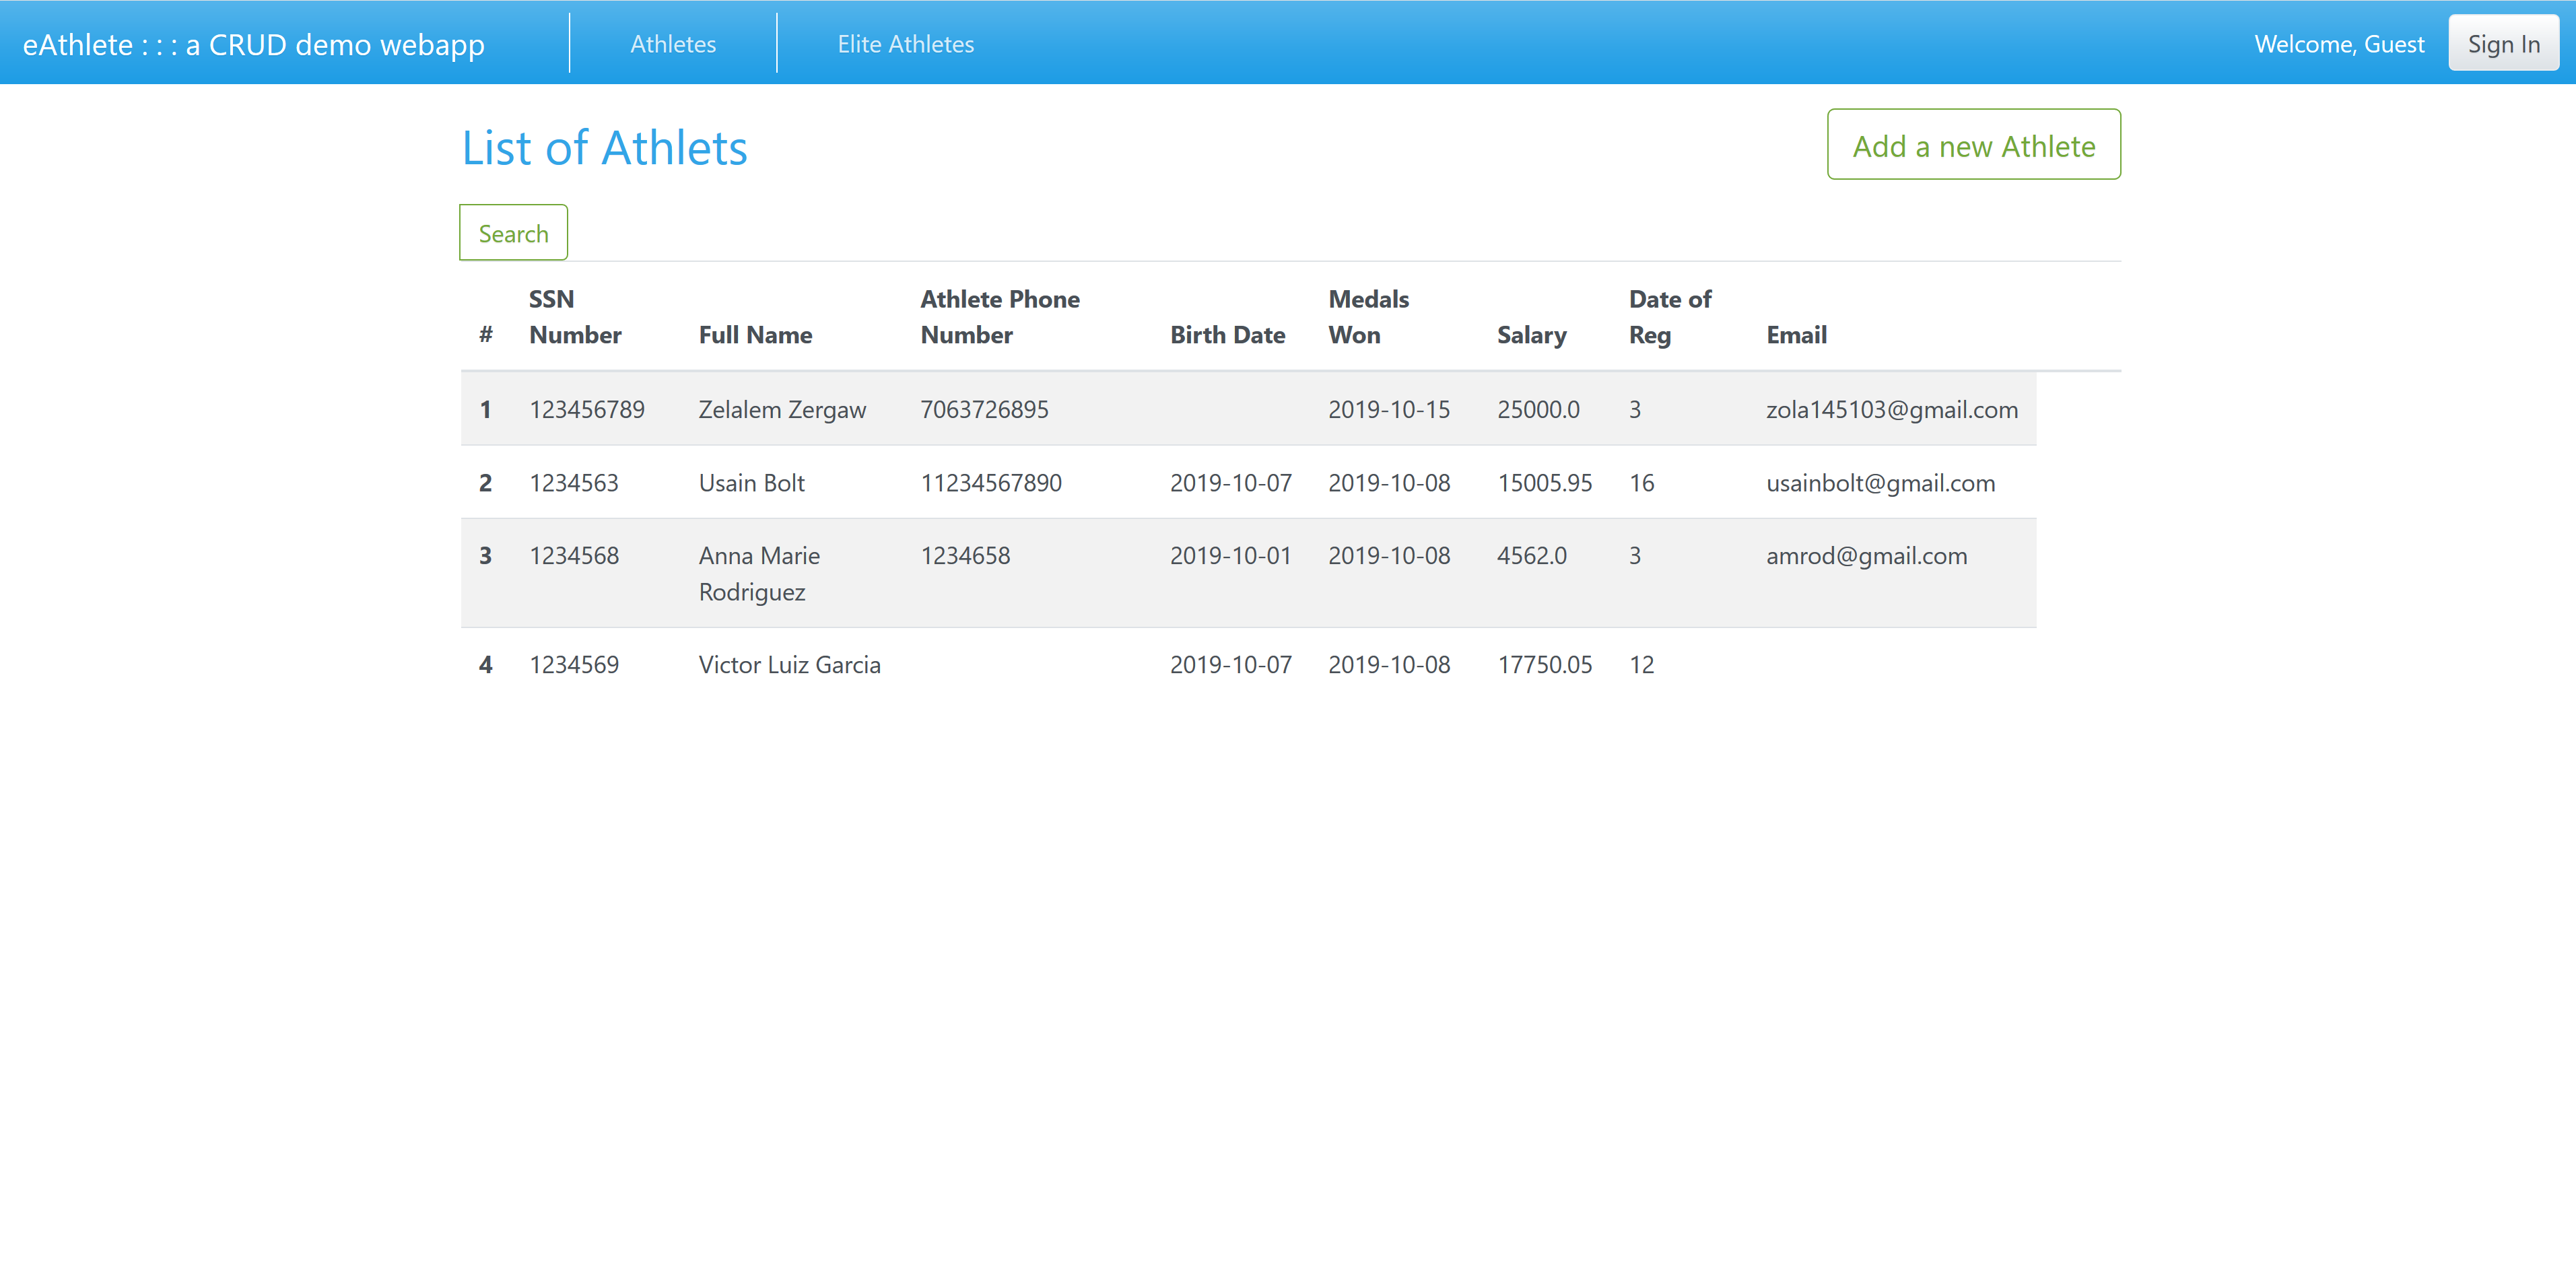 eAthlete : : : a CRUD demo webapp Athletes Elite Athletes Welcome, Guest Sign In
List of Athlets Add a new Athlete
Search
# SSN Number Full Name Athlete Phone Number Birth Date Medals Won Salary Date of Reg Email
1 123456789 Zelalem Zergaw 7063726895 2019-10-15 25000.0 3 zola145103@gmail.com
2 1234563 Usain Bolt 11234567890 2019-10-07 2019-10-08 15005.95 16 usainbolt@gmail.com
3 1234568 Anna Marie Rodriguez 1234658 2019-10-01 2019-10-08 4562.0 3 amrod@gmail.com
4 1234569 Victor Luiz Garcia 2019-10-07 2019-10-08 17750.05 12